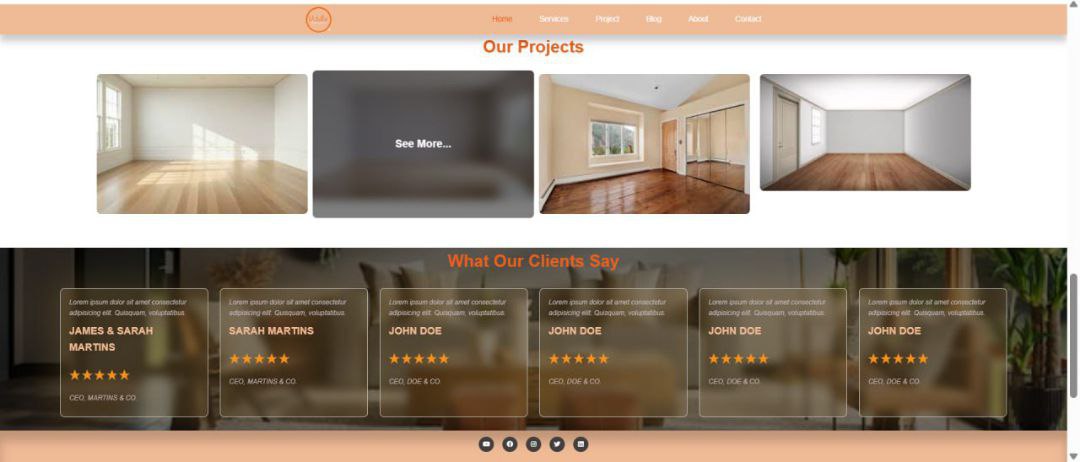 Home Services Project Blog About Contact
Our Projects
See More...
What Our Clients Say
Lorem ipsum dolor sit amet consectetur
adipisicing elit. Quisquam, voluptatibus.
JAMES & SARAH
MARTINS
★★★★★
CEO, MARTINS & CO.
Lorem ipsum dolor sit amet consectetur
adipisicing elit. Quisquam, voluptatibus.
SARAH MARTINS
★★★★★
CEO, MARTINS & CO.
Lorem ipsum dolor sit amet consectetur
adipisicing elit. Quisquam, voluptatibus.
JOHN DOE
★★★★★
CEO, DOE & CO.
Lorem ipsum dolor sit amet consectetur
adipisicing elit. Quisquam, voluptatibus.
JOHN DOE
★★★★★
CEO, DOE & CO.
Lorem ipsum dolor sit amet consectetur
adipisicing elit. Quisquam, voluptatibus.
JOHN DOE
★★★★★
CEO, DOE & CO.
Lorem ipsum dolor sit amet consectetur
adipisicing elit. Quisquam, voluptatibus.
JOHN DOE
★★★★★
CEO, DOE & CO.